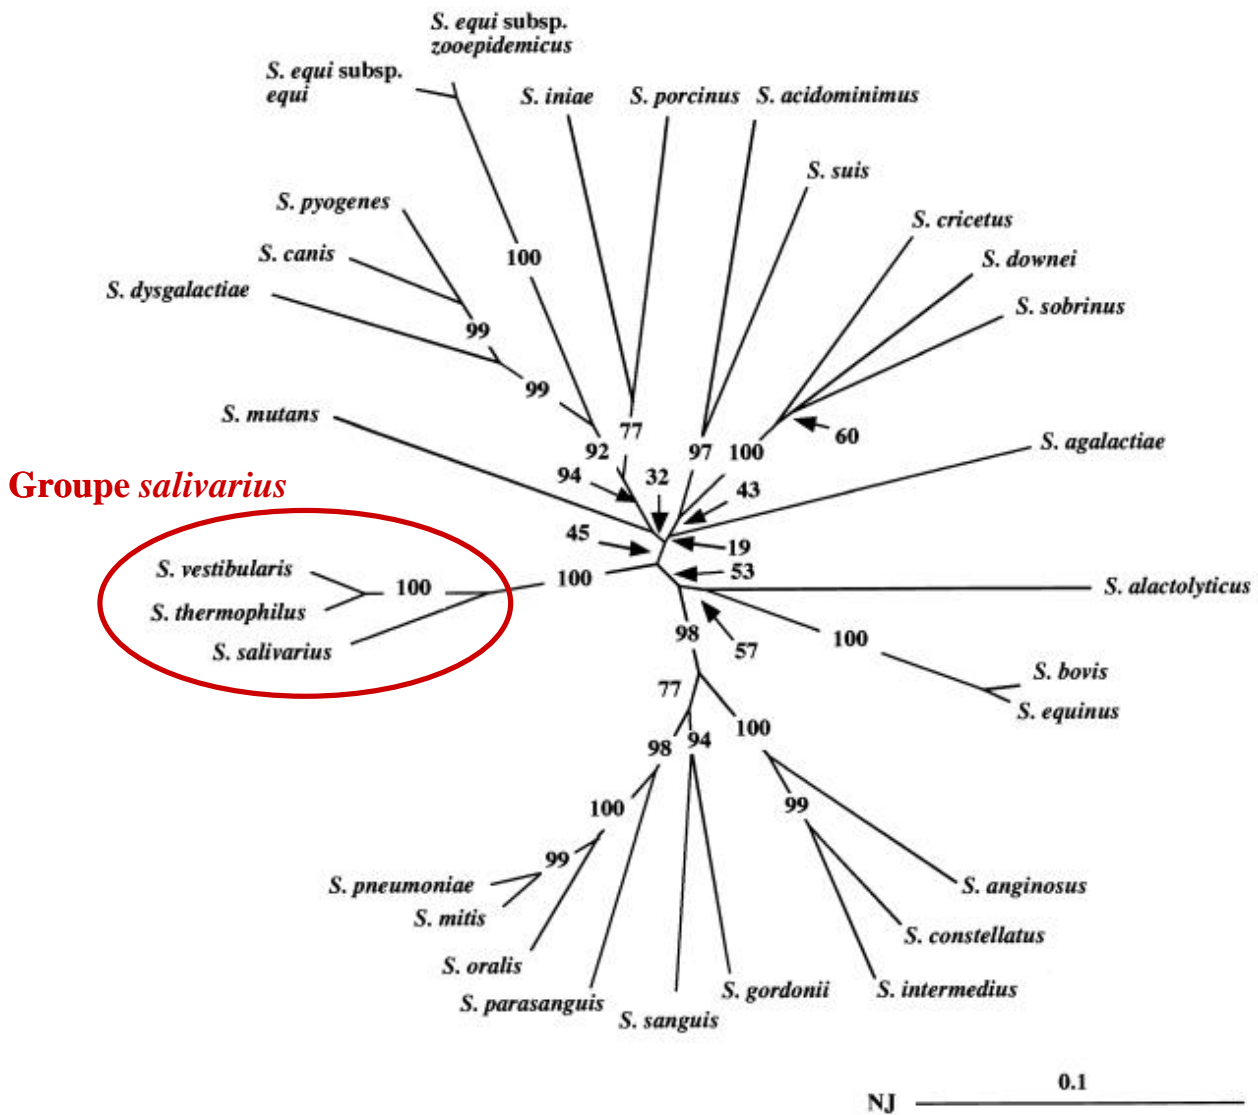 S. equi subsp.
zooepidemicus
S. equi subsp.
equi
S. iniae
S. porcinus
S. acidominimus
S. suis
S. pyogenes
S. cricetus
S. canis
100
S. downei
S. dysgalactiae
S. sobrinus
99
99
S. mutans
77
60
S. agalactiae
92
97
100
94
32
43
Groupe salivarius
45
19
S. vestibularis
53
100
100
S. alactolyticus
S. thermophilus
98
100
S. salivarius
57
S. bovis
77
S. equinus
100
98
94
99
100
99
S. pneumoniae
S. anginosus
S. mitis
S. constellatus
S. oralis
S. gordonii
S. intermedius
S. parasanguis
S. sanguis
0.1
NJ